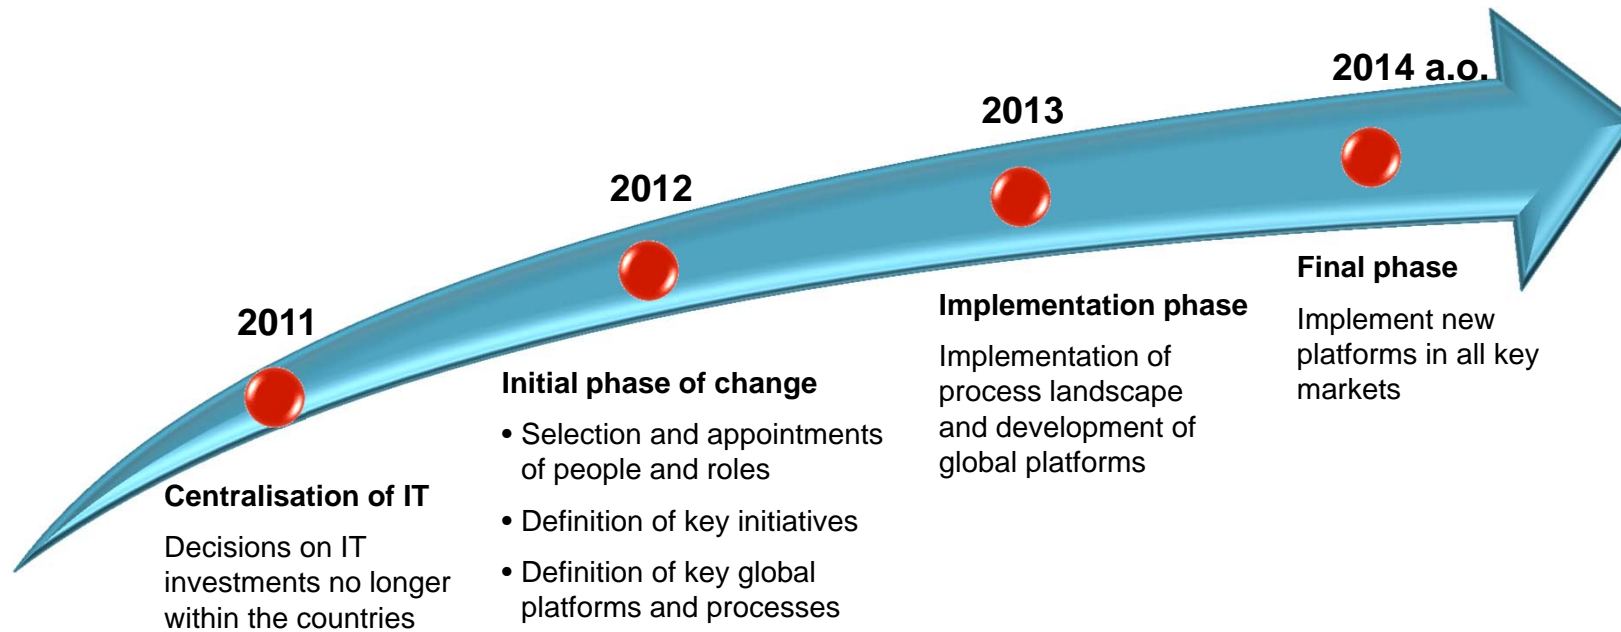 2011
Centralisation of IT
Decisions on IT
investments no longer
within the countries
2012
Initial phase of change
• Selection and appointments
of people and roles
• Definition of key initiatives
• Definition of key global
platforms and processes
2013
Implementation phase
Implementation of
process landscape
and development of
global platforms
2014 a.o.
Final phase
Implement new
platforms in all key
markets